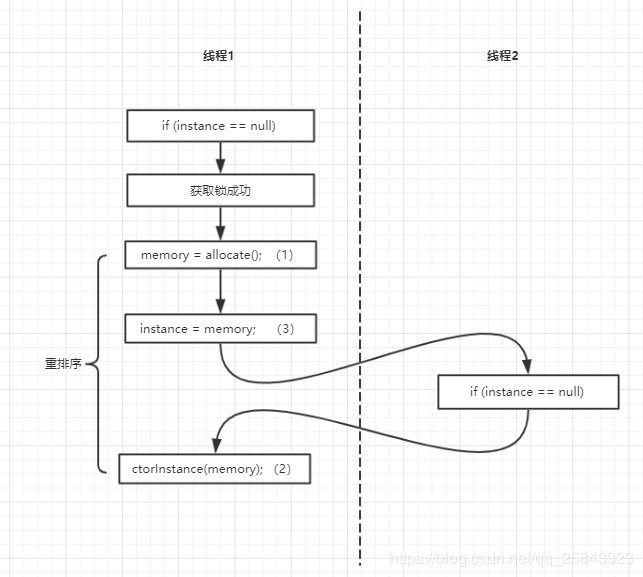 线程1
线程2
if (instance == null)
获取锁成功
memory = allocate(); （1）
instance = memory; （3）
重排序
if (instance == null)
ctorInstance(memory); （2）
https://blog.csdn.net/qq_25843323